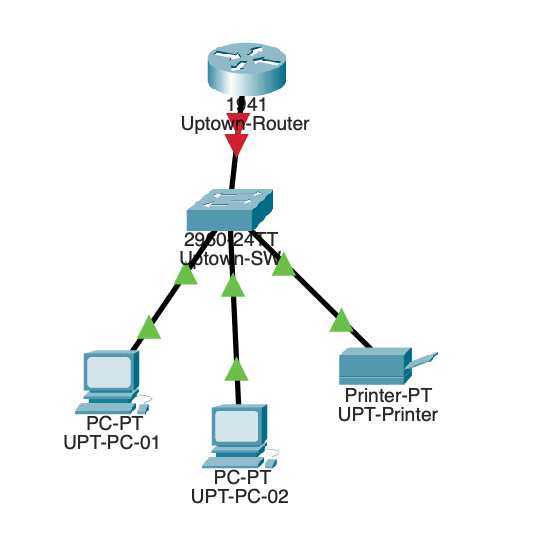 1941
Uptown-Router
2960-24TT
Uptown-SW
Printer-PT
UPT-Printer
PC-PT
UPT-PC-01
PC-PT
UPT-PC-02